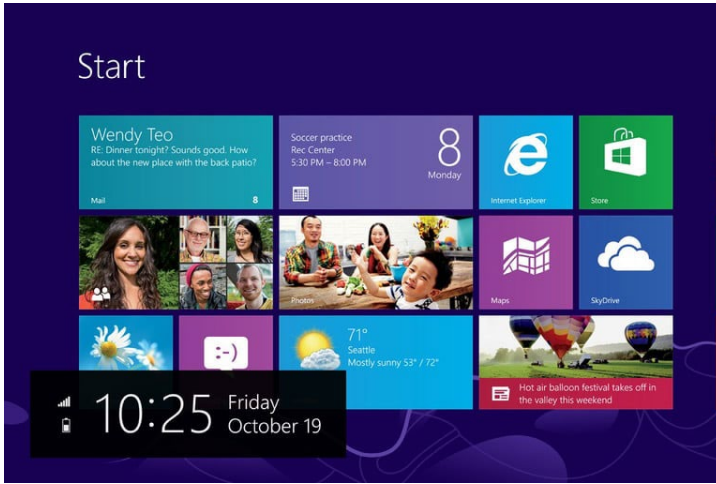 Start
Wendy Teo
RE: Dinner tonight? Sounds good. How
about the new place with the back patio?
Mail
8
Soccer practice
Rec Center
5:30 PM – 8:00 PM
8
Monday
Internet Explorer
Store
Photos
Maps
SkyDrive
:-)
71°
Seattle
Mostly sunny 53° / 72°
Hot air balloon festival takes off in
the valley this weekend
10:25
Friday
October 19